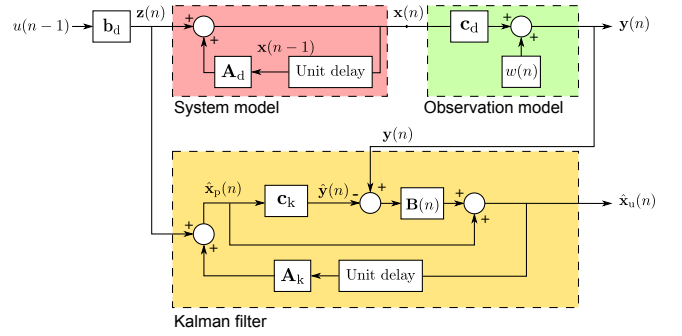 u(n − 1)
b_d
z(n)
+
+
x(n)
c_d
+
+
y(n)
x(n − 1)
A_d
Unit delay
w(n)
System model
Observation model
y(n)
x̂_p(n)
c_k
ŷ(n)
-
+
B(n)
+
+
x̂_u(n)
+
+
A_k
Unit delay
Kalman filter